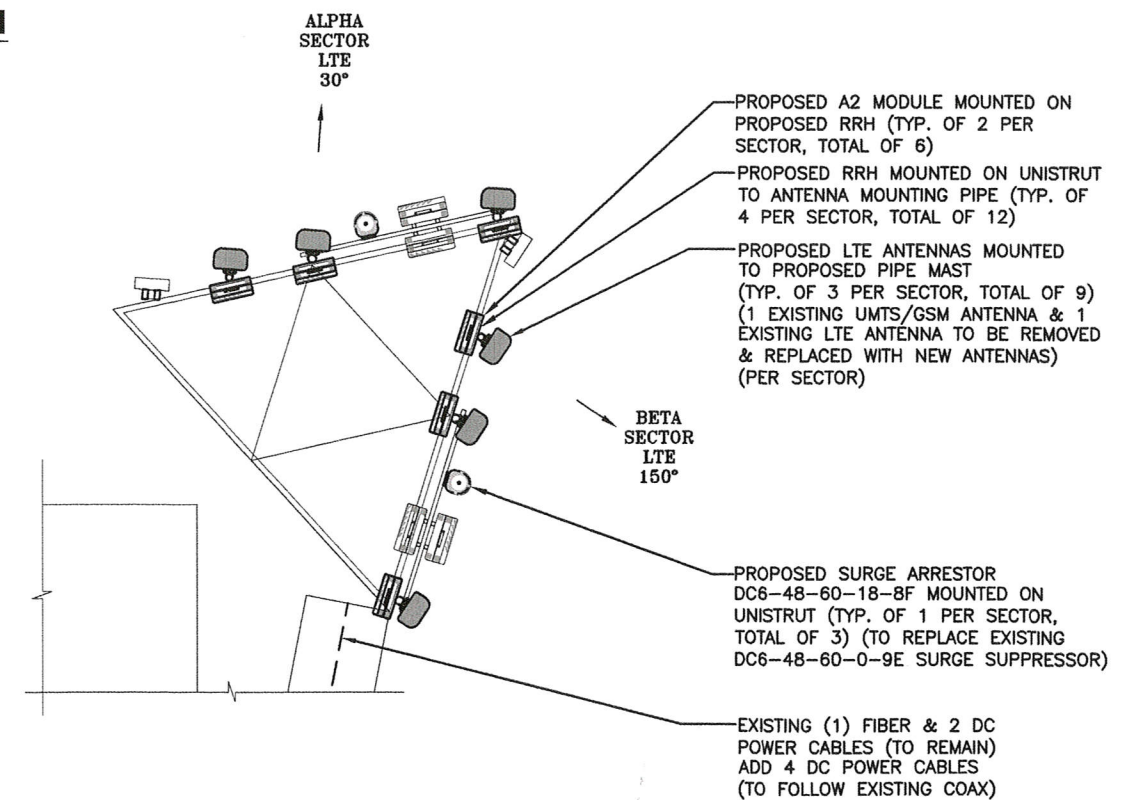 ALPHA
SECTOR
LTE
30°
PROPOSED A2 MODULE MOUNTED ON
PROPOSED RRH (TYP. OF 2 PER
SECTOR, TOTAL OF 6)
PROPOSED RRH MOUNTED ON UNISTRUT
TO ANTENNA MOUNTING PIPE (TYP. OF
4 PER SECTOR, TOTAL OF 12)
PROPOSED LTE ANTENNAS MOUNTED
TO PROPOSED PIPE MAST
(TYP. OF 3 PER SECTOR, TOTAL OF 9)
(1 EXISTING UMTS/GSM ANTENNA & 1
EXISTING LTE ANTENNA TO BE REMOVED
& REPLACED WITH NEW ANTENNAS)
(PER SECTOR)
BETA
SECTOR
LTE
150°
PROPOSED SURGE ARRESTOR
DC6-48-60-18-8F MOUNTED ON
UNISTRUT (TYP. OF 1 PER SECTOR,
TOTAL OF 3) (TO REPLACE EXISTING
DC6-48-60-0-9E SURGE SUPPRESSOR)
EXISTING (1) FIBER & 2 DC
POWER CABLES (TO REMAIN)
ADD 4 DC POWER CABLES
(TO FOLLOW EXISTING COAX)